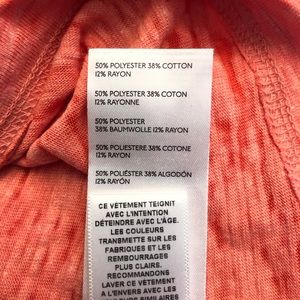 50% POLYESTER 38% COTTON
12% RAYON
50% POLYESTER 38% COTON
12% RAYONNE
50% POLYESTER
38% BAUMWOLLE 12% RAYON
50% POLIESTERE 38% COTONE
12% RAYON
50% POLIÉSTER 38% ALGODÓN
12% RAYÓN
CE VÊTEMENT TEIGNIT
AVEC L'INTENTION
DÉTEINDRE AVEC L'ÂGE.
LES COULEURS
TRANSMETTE SUR LES
FABRIQUES ET LES
REMBOURRAGES
PLUS CLAIRS.
RECOMMANDONS
LAVER CE VÊTEMENT
A L'ENVERS AVEC LES
COULEURS SIMILAIRES